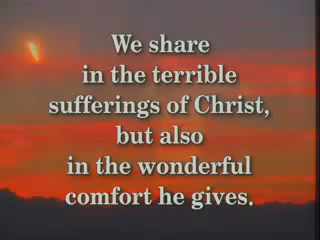 We share
in the terrible
sufferings of Christ,
but also
in the wonderful
comfort he gives.